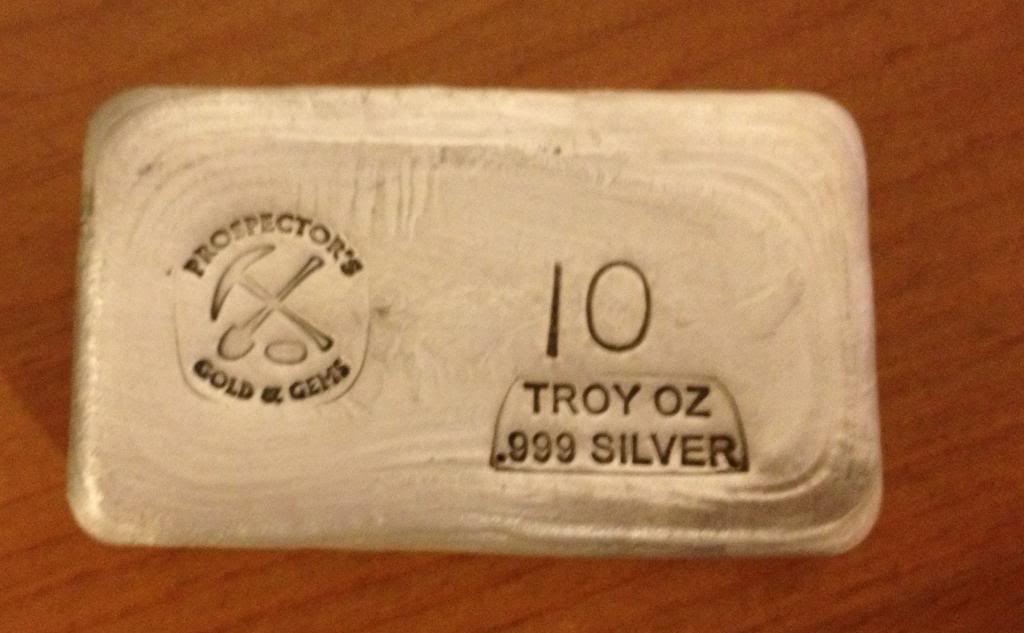 PROSPECTOR'S
GOLD & GEMS
10
TROY OZ
.999 SILVER